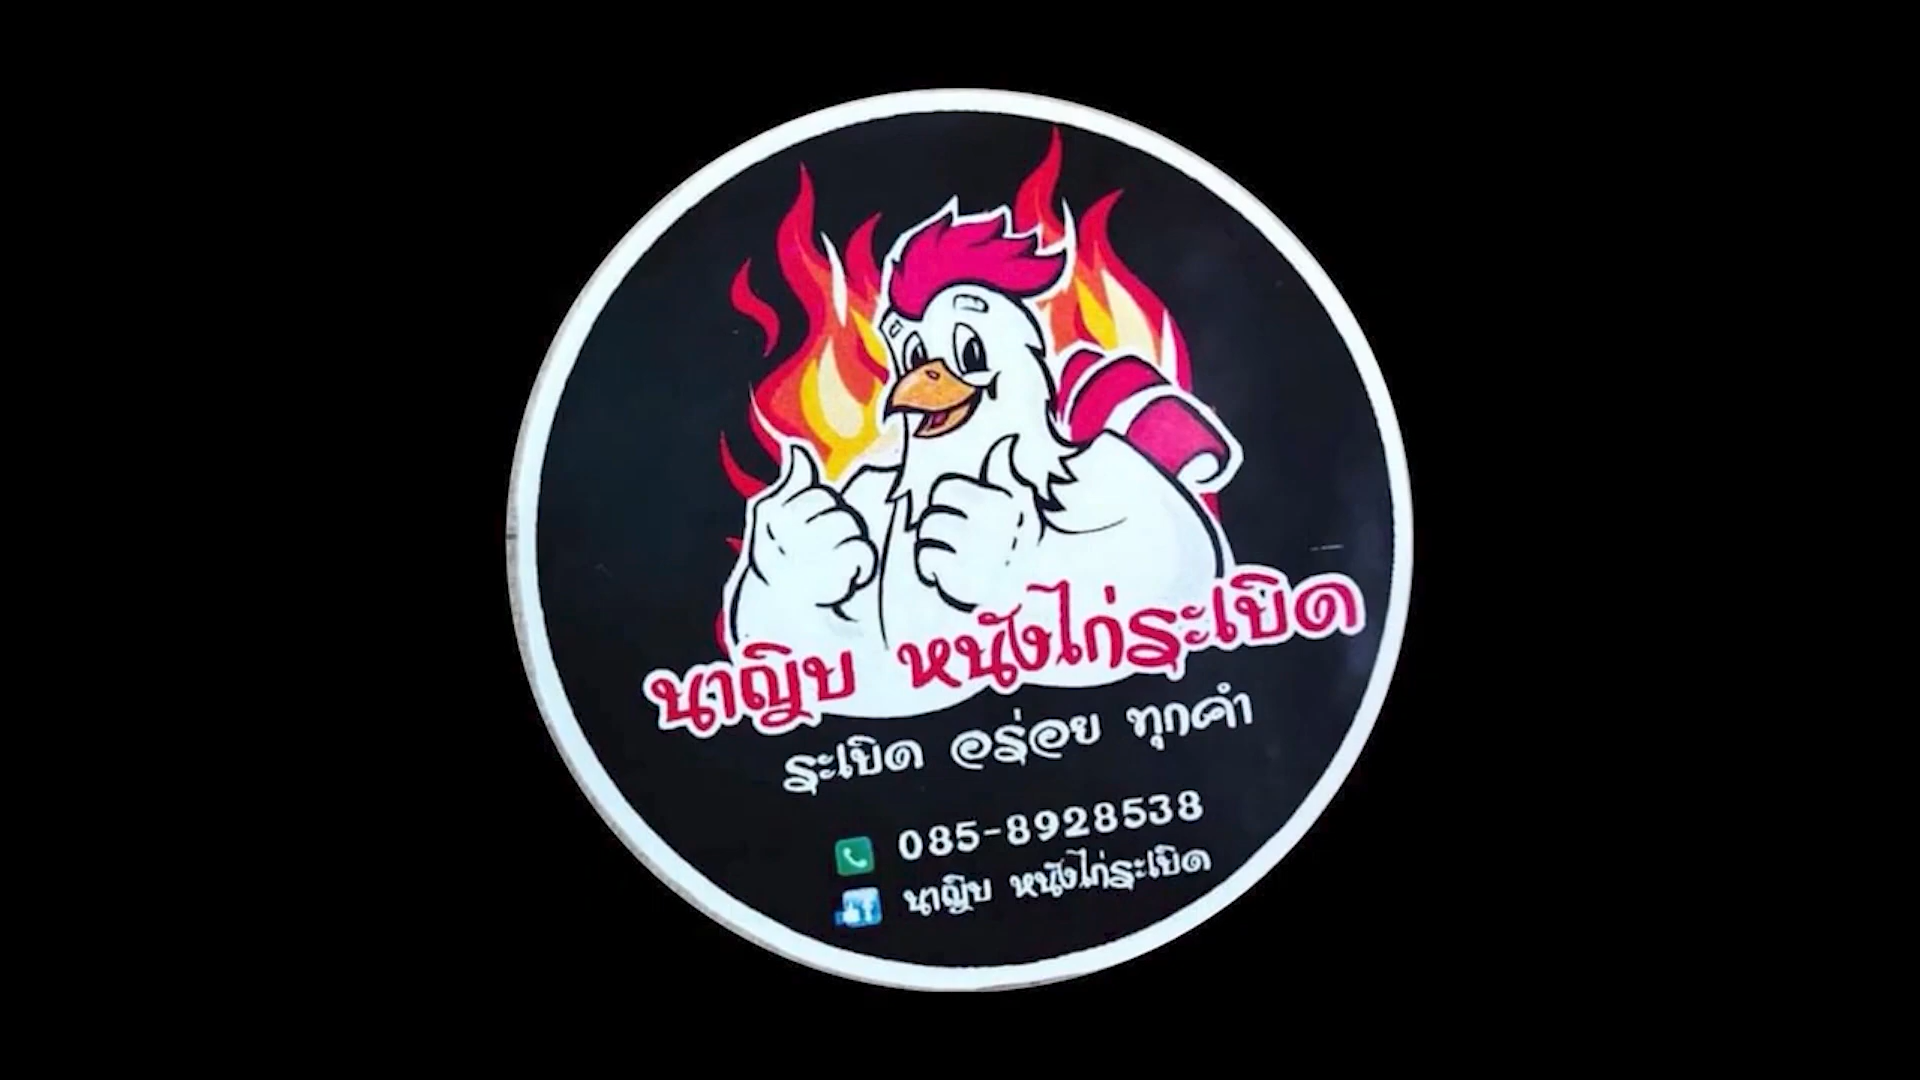 นาญิบ หนังไก่ระเบิด
ระเบิด อร่อย ทุกคำ
085-8928538
นาญิบ หนังไก่ระเบิด